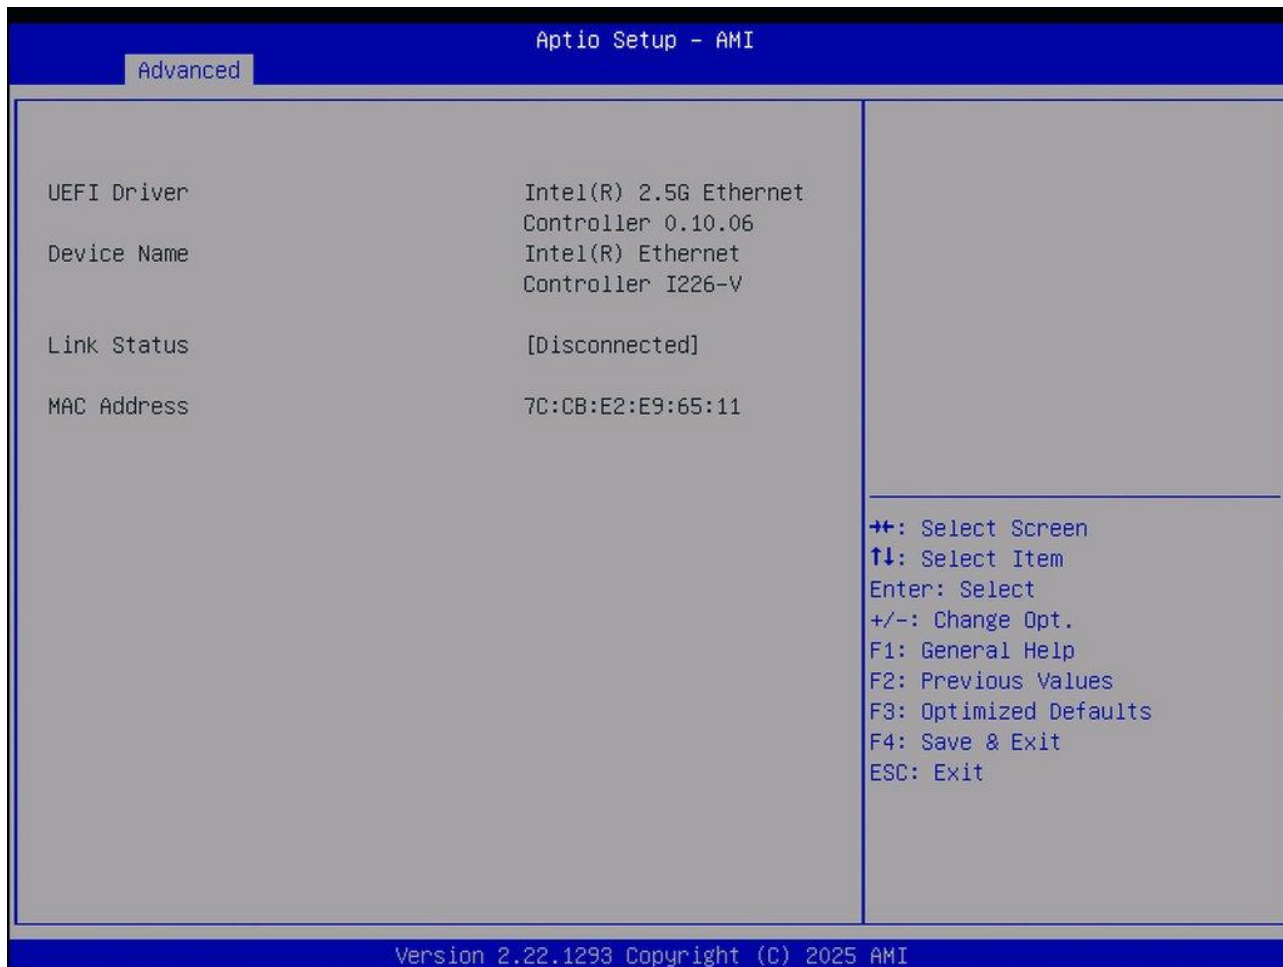 Aptio Setup – AMI
Advanced
UEFI Driver Intel(R) 2.5G Ethernet
Controller 0.10.06
Device Name Intel(R) Ethernet
Controller I226-V
Link Status [Disconnected]
MAC Address 7C:CB:E2:E9:65:11
→←: Select Screen
↑↓: Select Item
Enter: Select
+/-: Change Opt.
F1: General Help
F2: Previous Values
F3: Optimized Defaults
F4: Save & Exit
ESC: Exit
Version 2.22.1293 Copyright (C) 2025 AMI